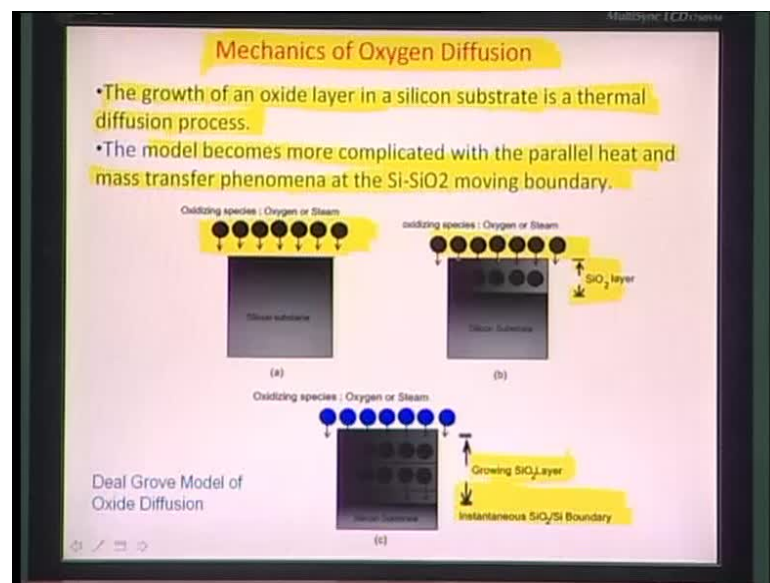 MultiSync LCD
Mechanics of Oxygen Diffusion
•The growth of an oxide layer in a silicon substrate is a thermal
diffusion process.
•The model becomes more complicated with the parallel heat and
mass transfer phenomena at the Si-SiO2 moving boundary.
Oxidizing species : Oxygen or Steam
Silicon substrate
(a)
oxidizing species : Oxygen or Steam
SiO2 layer
Silicon Substrate
(b)
Oxidizing species : Oxygen or Steam
Growing SiO2Layer
Instantaneous SiO2/Si Boundary
Silicon Substrate
(c)
Deal Grove Model of
Oxide Diffusion